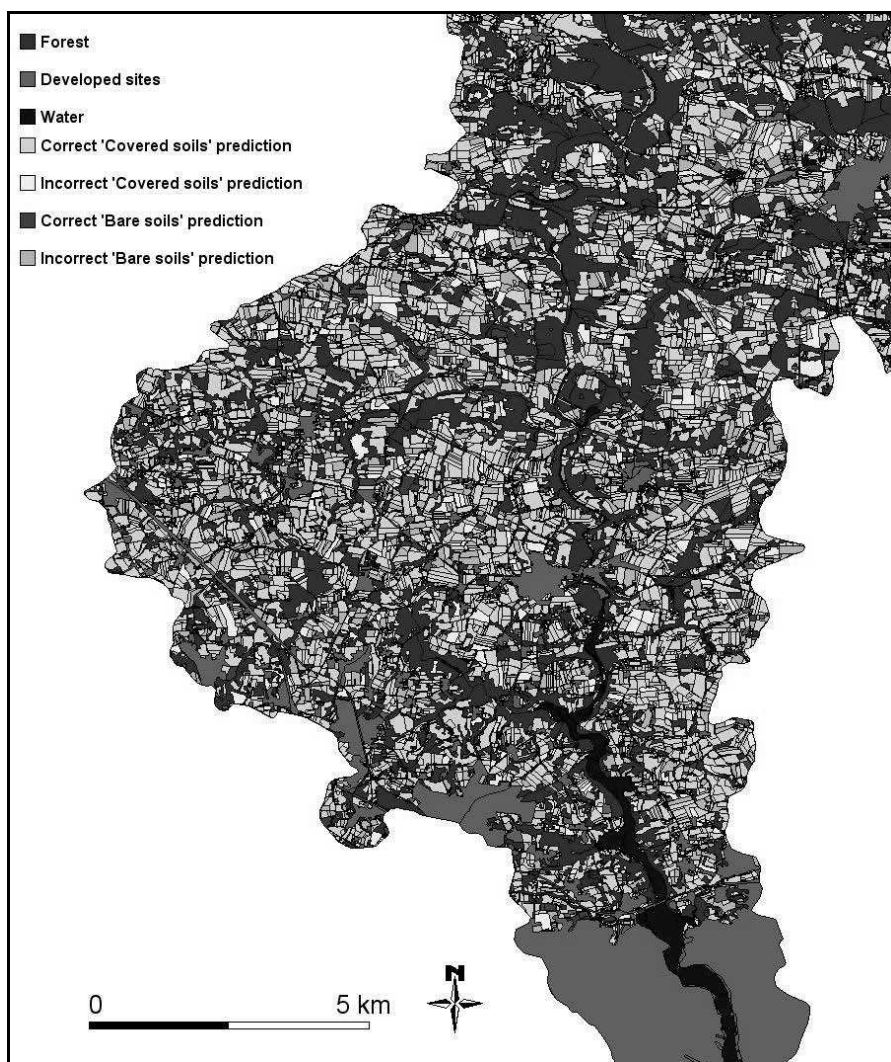 Forest
Developed sites
Water
Correct 'Covered soils' prediction
Incorrect 'Covered soils' prediction
Correct 'Bare soils' prediction
Incorrect 'Bare soils' prediction
N
0 5 km